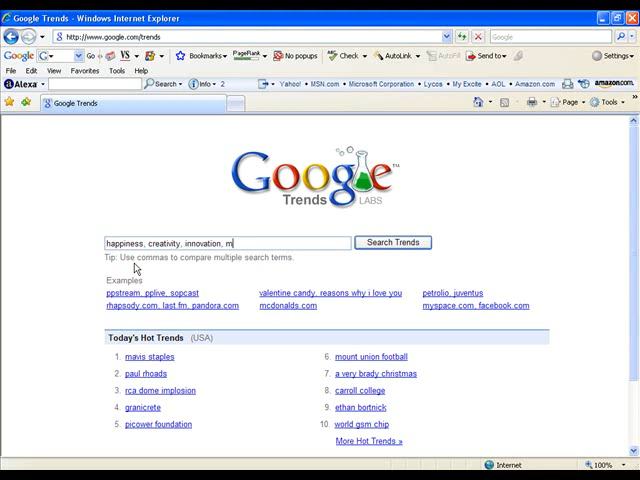 Google Trends - Windows Internet Explorer
http://www.google.com/trends
Google
Google G Go VS Bookmarks PageRank No popups Check AutoLink AutoFill Send to Settings
File Edit View Favorites Tools Help
Alexa Search Info 2 Yahoo! MSN.com Microsoft Corporation Lycos My Excite AOL Amazon.com amazon.com
Google Trends Page Tools
Google™
Trends LABS
happiness, creativity, innovation, m Search Trends
Tip: Use commas to compare multiple search terms.
Examples
ppstream, pplive, sopcast valentine candy, reasons why i love you petrolio, juventus
rhapsody.com, last.fm, pandora.com mcdonalds.com myspace.com, facebook.com
Today's Hot Trends (USA)
1. mavis staples 6. mount union football
2. paul rhoads 7. a very brady christmas
3. rca dome implosion 8. carroll college
4. granicrete 9. ethan bortnick
5. picower foundation 10. world gsm chip
More Hot Trends »
Internet 100%